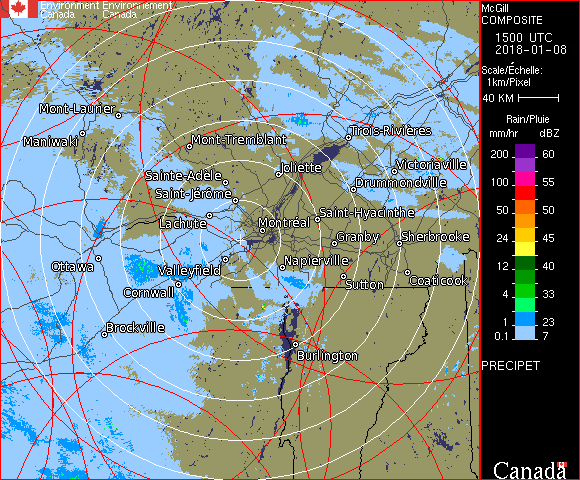 Environment Environnement
Canada Canada
McGill
COMPOSITE
1500 UTC
2018-01-08
Scale/Échelle:
1km/Pixel
40 KM
Rain/Pluie
mm/hr dBZ
200 60
100 55
50 50
24 45
12 40
4 33
1 23
0.1 7
PRECIPET
Canada
Mont-Laurier
Maniwaki
Mont-Tremblant
Trois-Rivières
Joliette
Victoriaville
Sainte-Adèle
Drummondville
Saint-Jérôme
Lachute
Saint-Hyacinthe
Montréal
Granby
Sherbrooke
Ottawa
Valleyfield
Napierville
Sutton
Coaticook
Cornwall
Brockville
Burlington